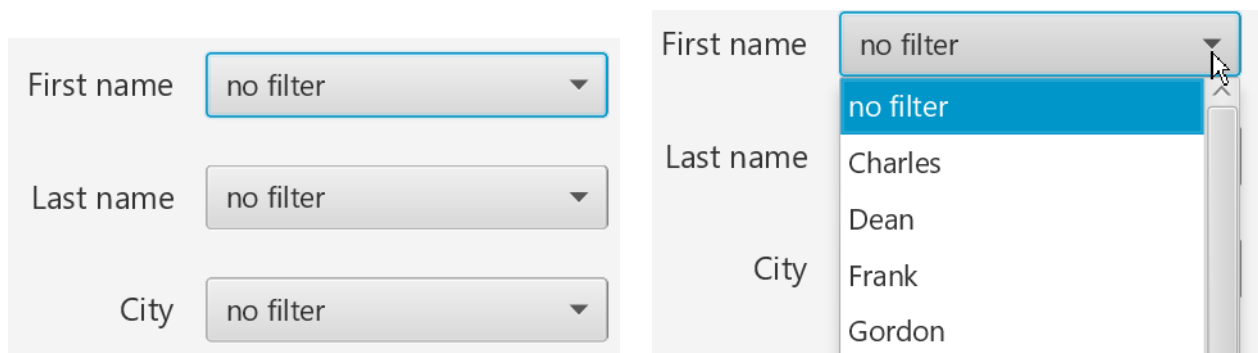 First name no filter
Last name no filter
City no filter
First name no filter
no filter
Last name
Charles
Dean
City
Frank
Gordon